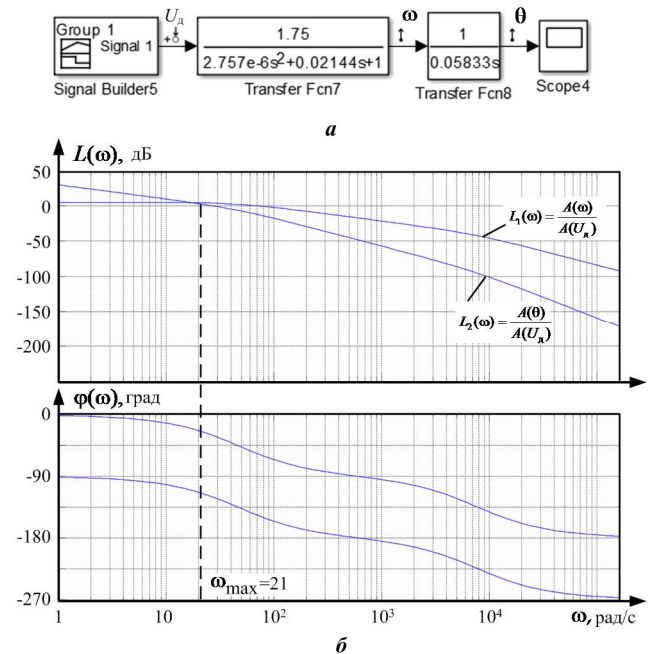 U_д
Group 1
Signal 1
Signal Builder5
1.75
2.757e-6s²+0.02144s+1
Transfer Fcn7
ω
1
0.05833s
Transfer Fcn8
θ
Scope4
а
L(ω), дБ
50
0
-50
-100
-150
-200
L₁(ω)=A(ω)/A(U_д)
L₂(ω)=A(θ)/A(U_д)
φ(ω), град
0
-90
-180
-270
ω_max=21
1 10 10² 10³ 10⁴ ω, рад/с
б